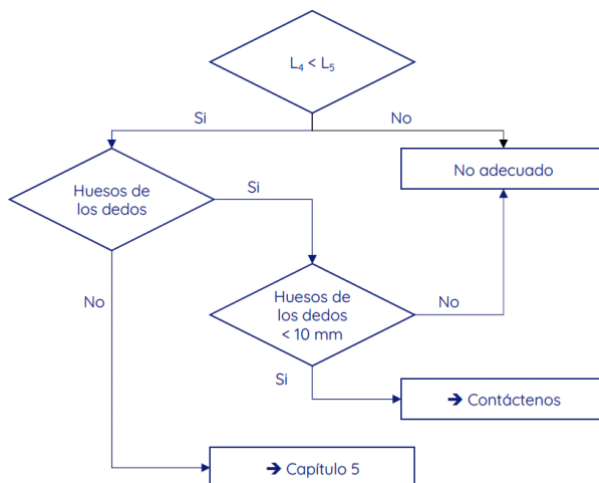 L₄ < L₅
Si
No
Huesos de
los dedos
Si
No adecuado
No
Huesos de
los dedos
< 10 mm
No
Si
➔ Contáctenos
➔ Capítulo 5